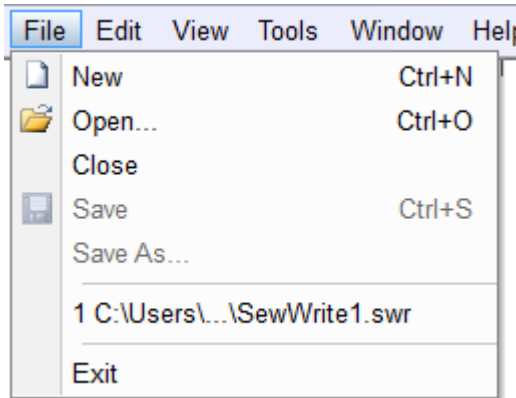 File Edit View Tools Window Help
New Ctrl+N
Open... Ctrl+O
Close
Save Ctrl+S
Save As...
1 C:\Users\...\SewWrite1.swr
Exit